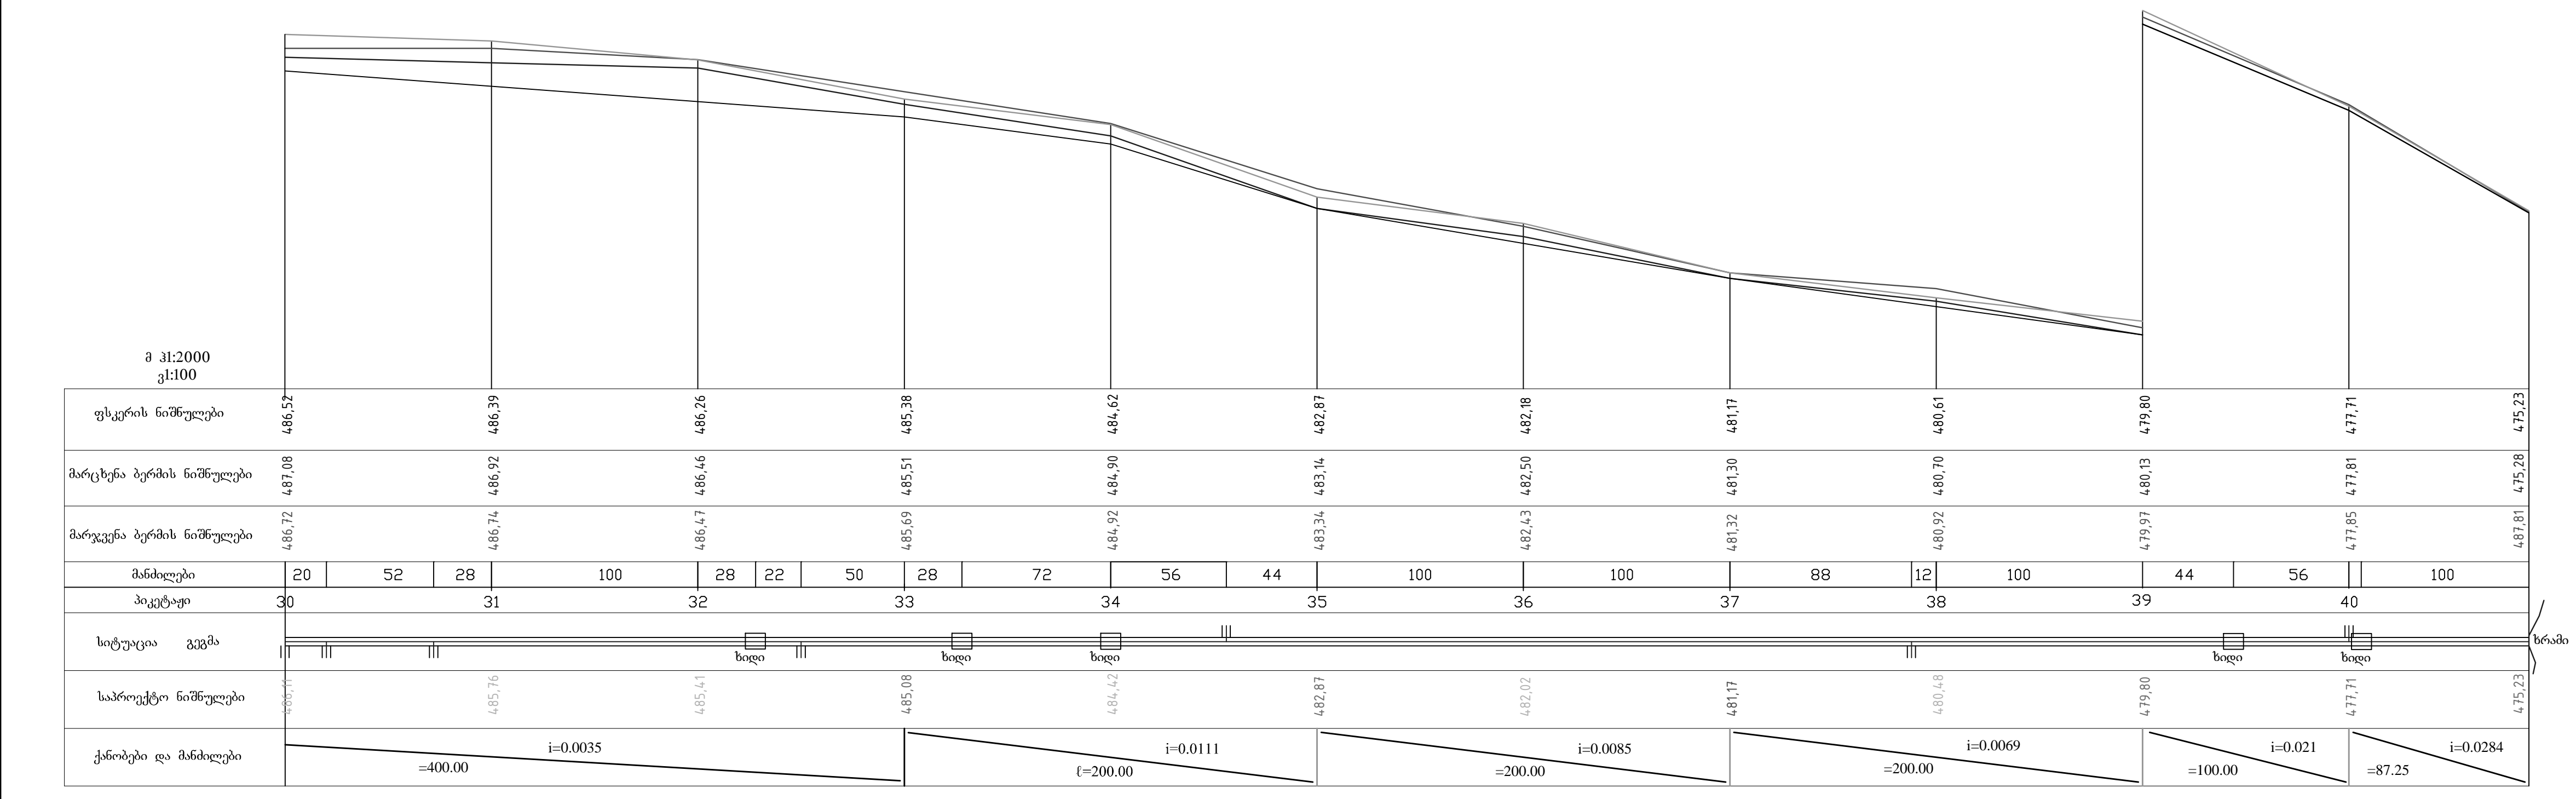 მ ჰ1:2000
ვ1:100
ფსკერის ნიშნულები 486,52 486,39 486,26 485,38 484,62 482,87 482,18 481,17 480,61 479,80 477,71 475,23
მარცხენა ბერმის ნიშნულები 487,08 486,92 486,46 485,51 484,90 483,14 482,50 481,30 480,70 480,13 477,81 475,28
მარჯვენა ბერმის ნიშნულები 486,72 486,74 486,47 485,69 484,92 483,34 482,43 481,32 480,92 479,97 477,85 487,81
მანძილები 20 52 28 100 28 22 50 28 72 56 44 100 100 88 12 100 44 56 100
პიკეტაჟი 30 31 32 33 34 35 36 37 38 39 40
სიტუაცია გეგმა ხრამი
ხიდი ხიდი ხიდი ხიდი ხიდი
საპროექტო ნიშნულები 486,11 485,76 485,41 485,08 484,42 482,87 482,02 481,17 480,48 479,80 477,71 475,23
ქანობები და მანძილები i=0.0035 i=0.0111 i=0.0085 i=0.0069 i=0.021 i=0.0284
=400.00 ℓ=200.00 =200.00 =200.00 =100.00 =87.25